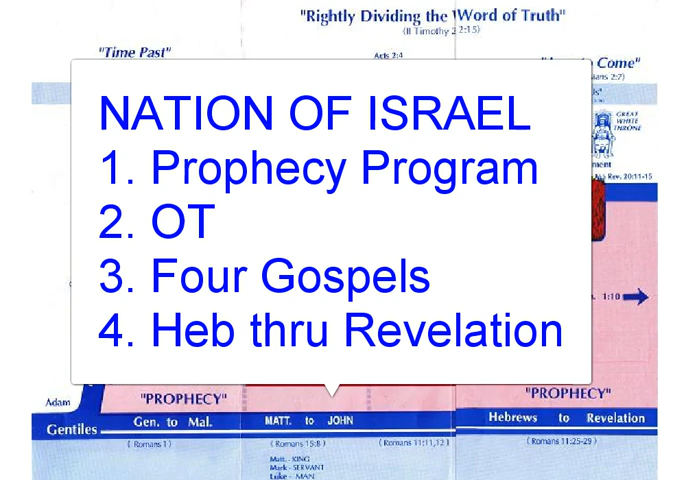 "Rightly Dividing the Word of Truth"
(II Timothy 2:15)
"Time Past"
Acts 2:4
Come"
2:7)
GREAT
WHITE
THRONE
Rev. 20:11-15
NATION OF ISRAEL
1. Prophecy Program
2. OT
3. Four Gospels
4. Heb thru Revelation
1:10
Adam
"PROPHECY"
"PROPHECY"
Gentiles
Gen. to Mal.
MATT. to JOHN
Hebrews to Revelation
(Romans 1)
(Romans 15:8)
(Romans 11:11,12)
(Romans 11:25-29)
Matt. - KING
Mark - SERVANT
Luke - MAN